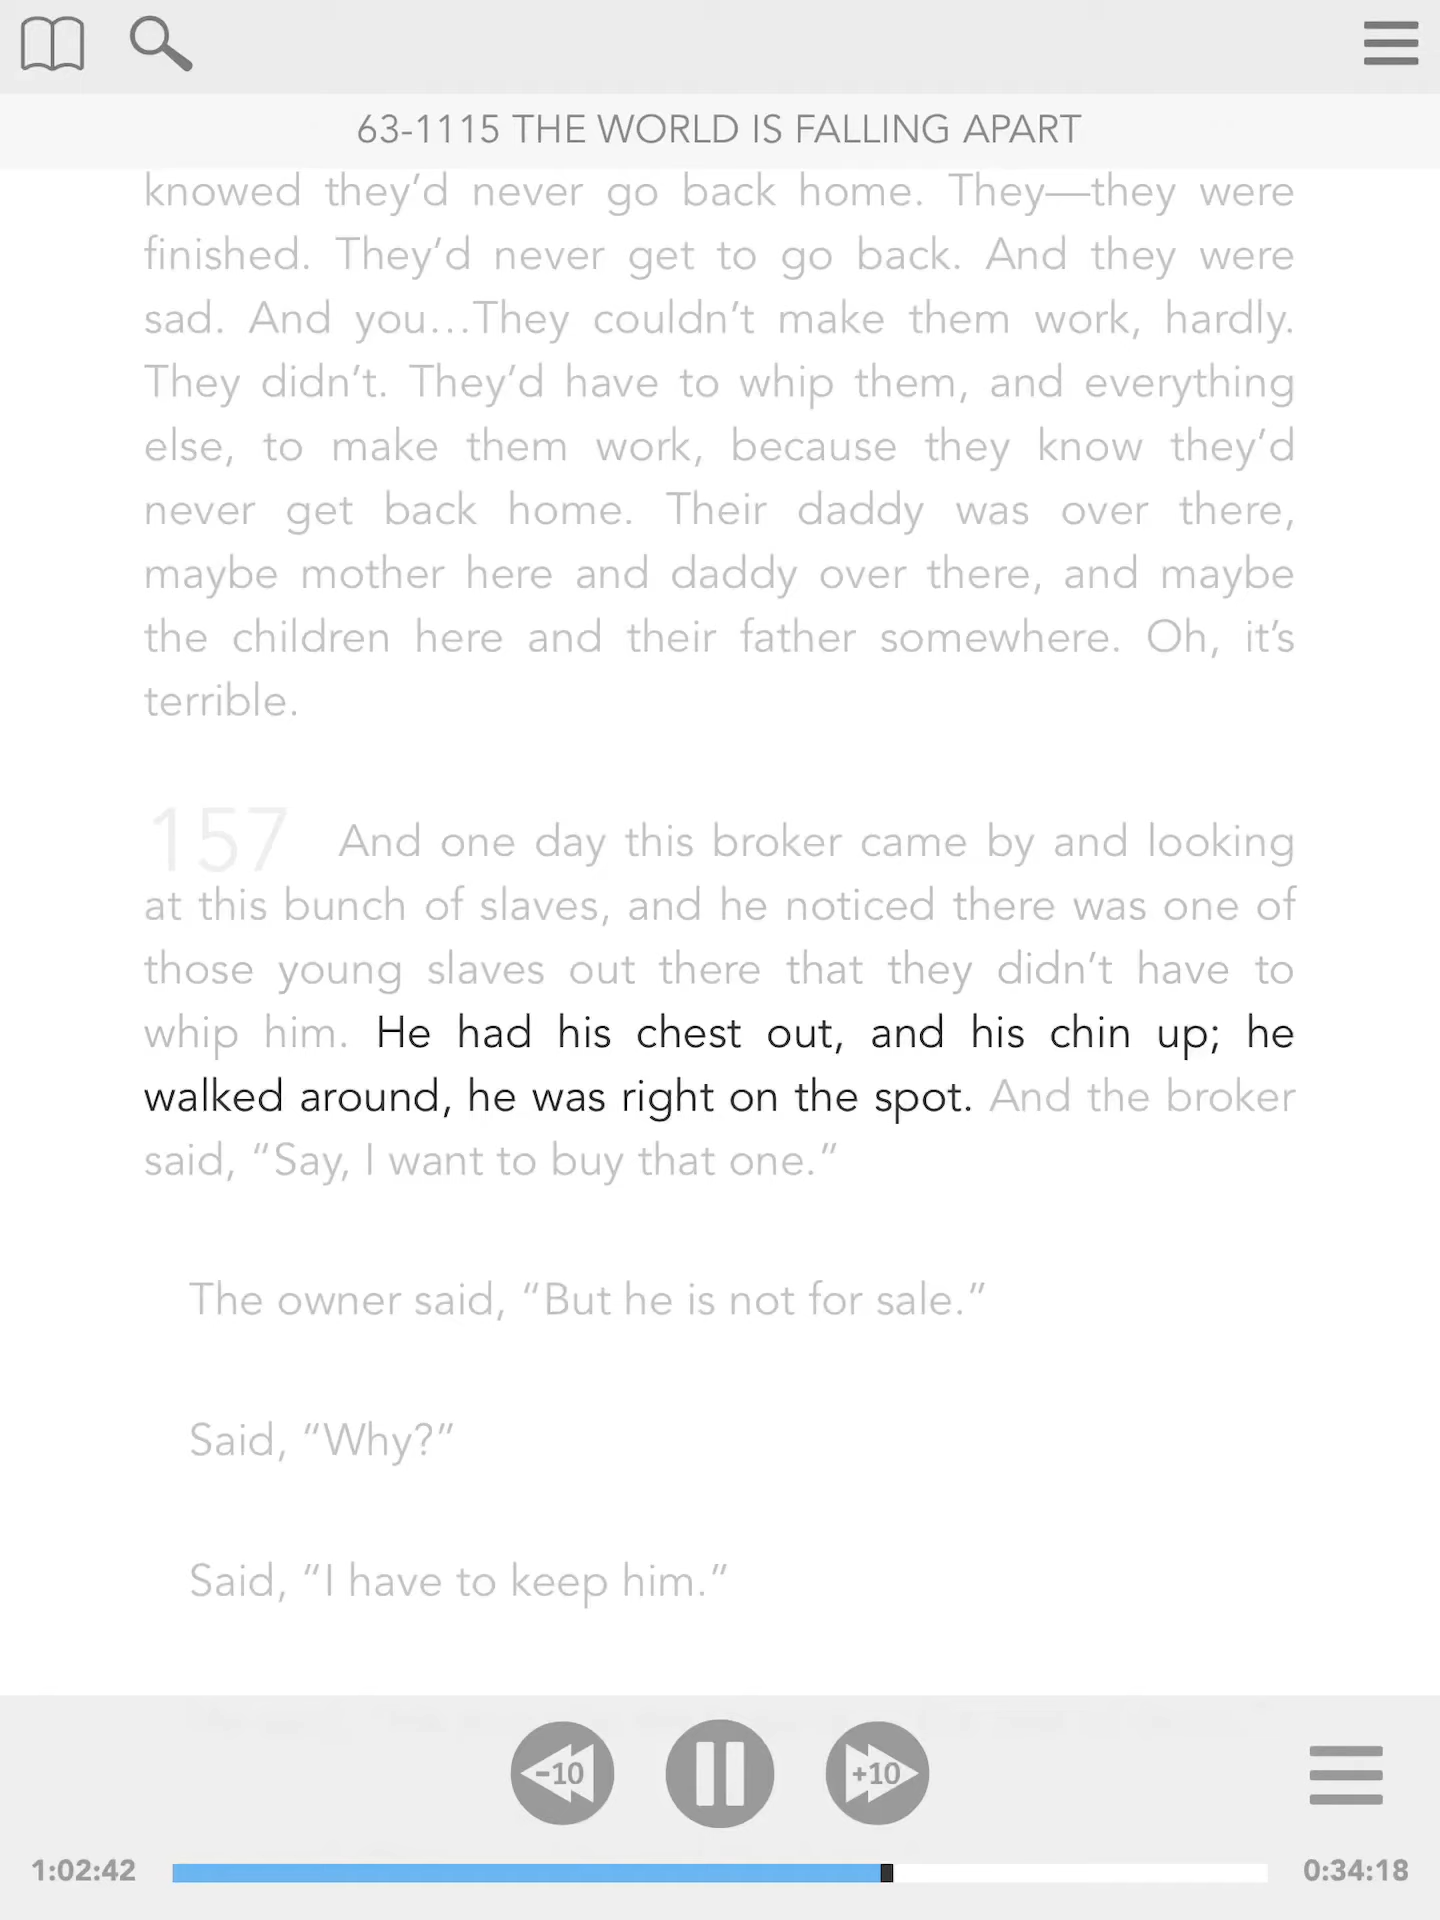 63-1115 THE WORLD IS FALLING APART
knowed they’d never go back home. They—they were
finished. They’d never get to go back. And they were
sad. And you…They couldn’t make them work, hardly.
They didn’t. They’d have to whip them, and everything
else, to make them work, because they know they’d
never get back home. Their daddy was over there,
maybe mother here and daddy over there, and maybe
the children here and their father somewhere. Oh, it’s
terrible.
157 And one day this broker came by and looking
at this bunch of slaves, and he noticed there was one of
those young slaves out there that they didn’t have to
whip him. He had his chest out, and his chin up; he
walked around, he was right on the spot. And the broker
said, “Say, I want to buy that one.”
The owner said, “But he is not for sale.”
Said, “Why?”
Said, “I have to keep him.”
-10 +10
1:02:42 0:34:18